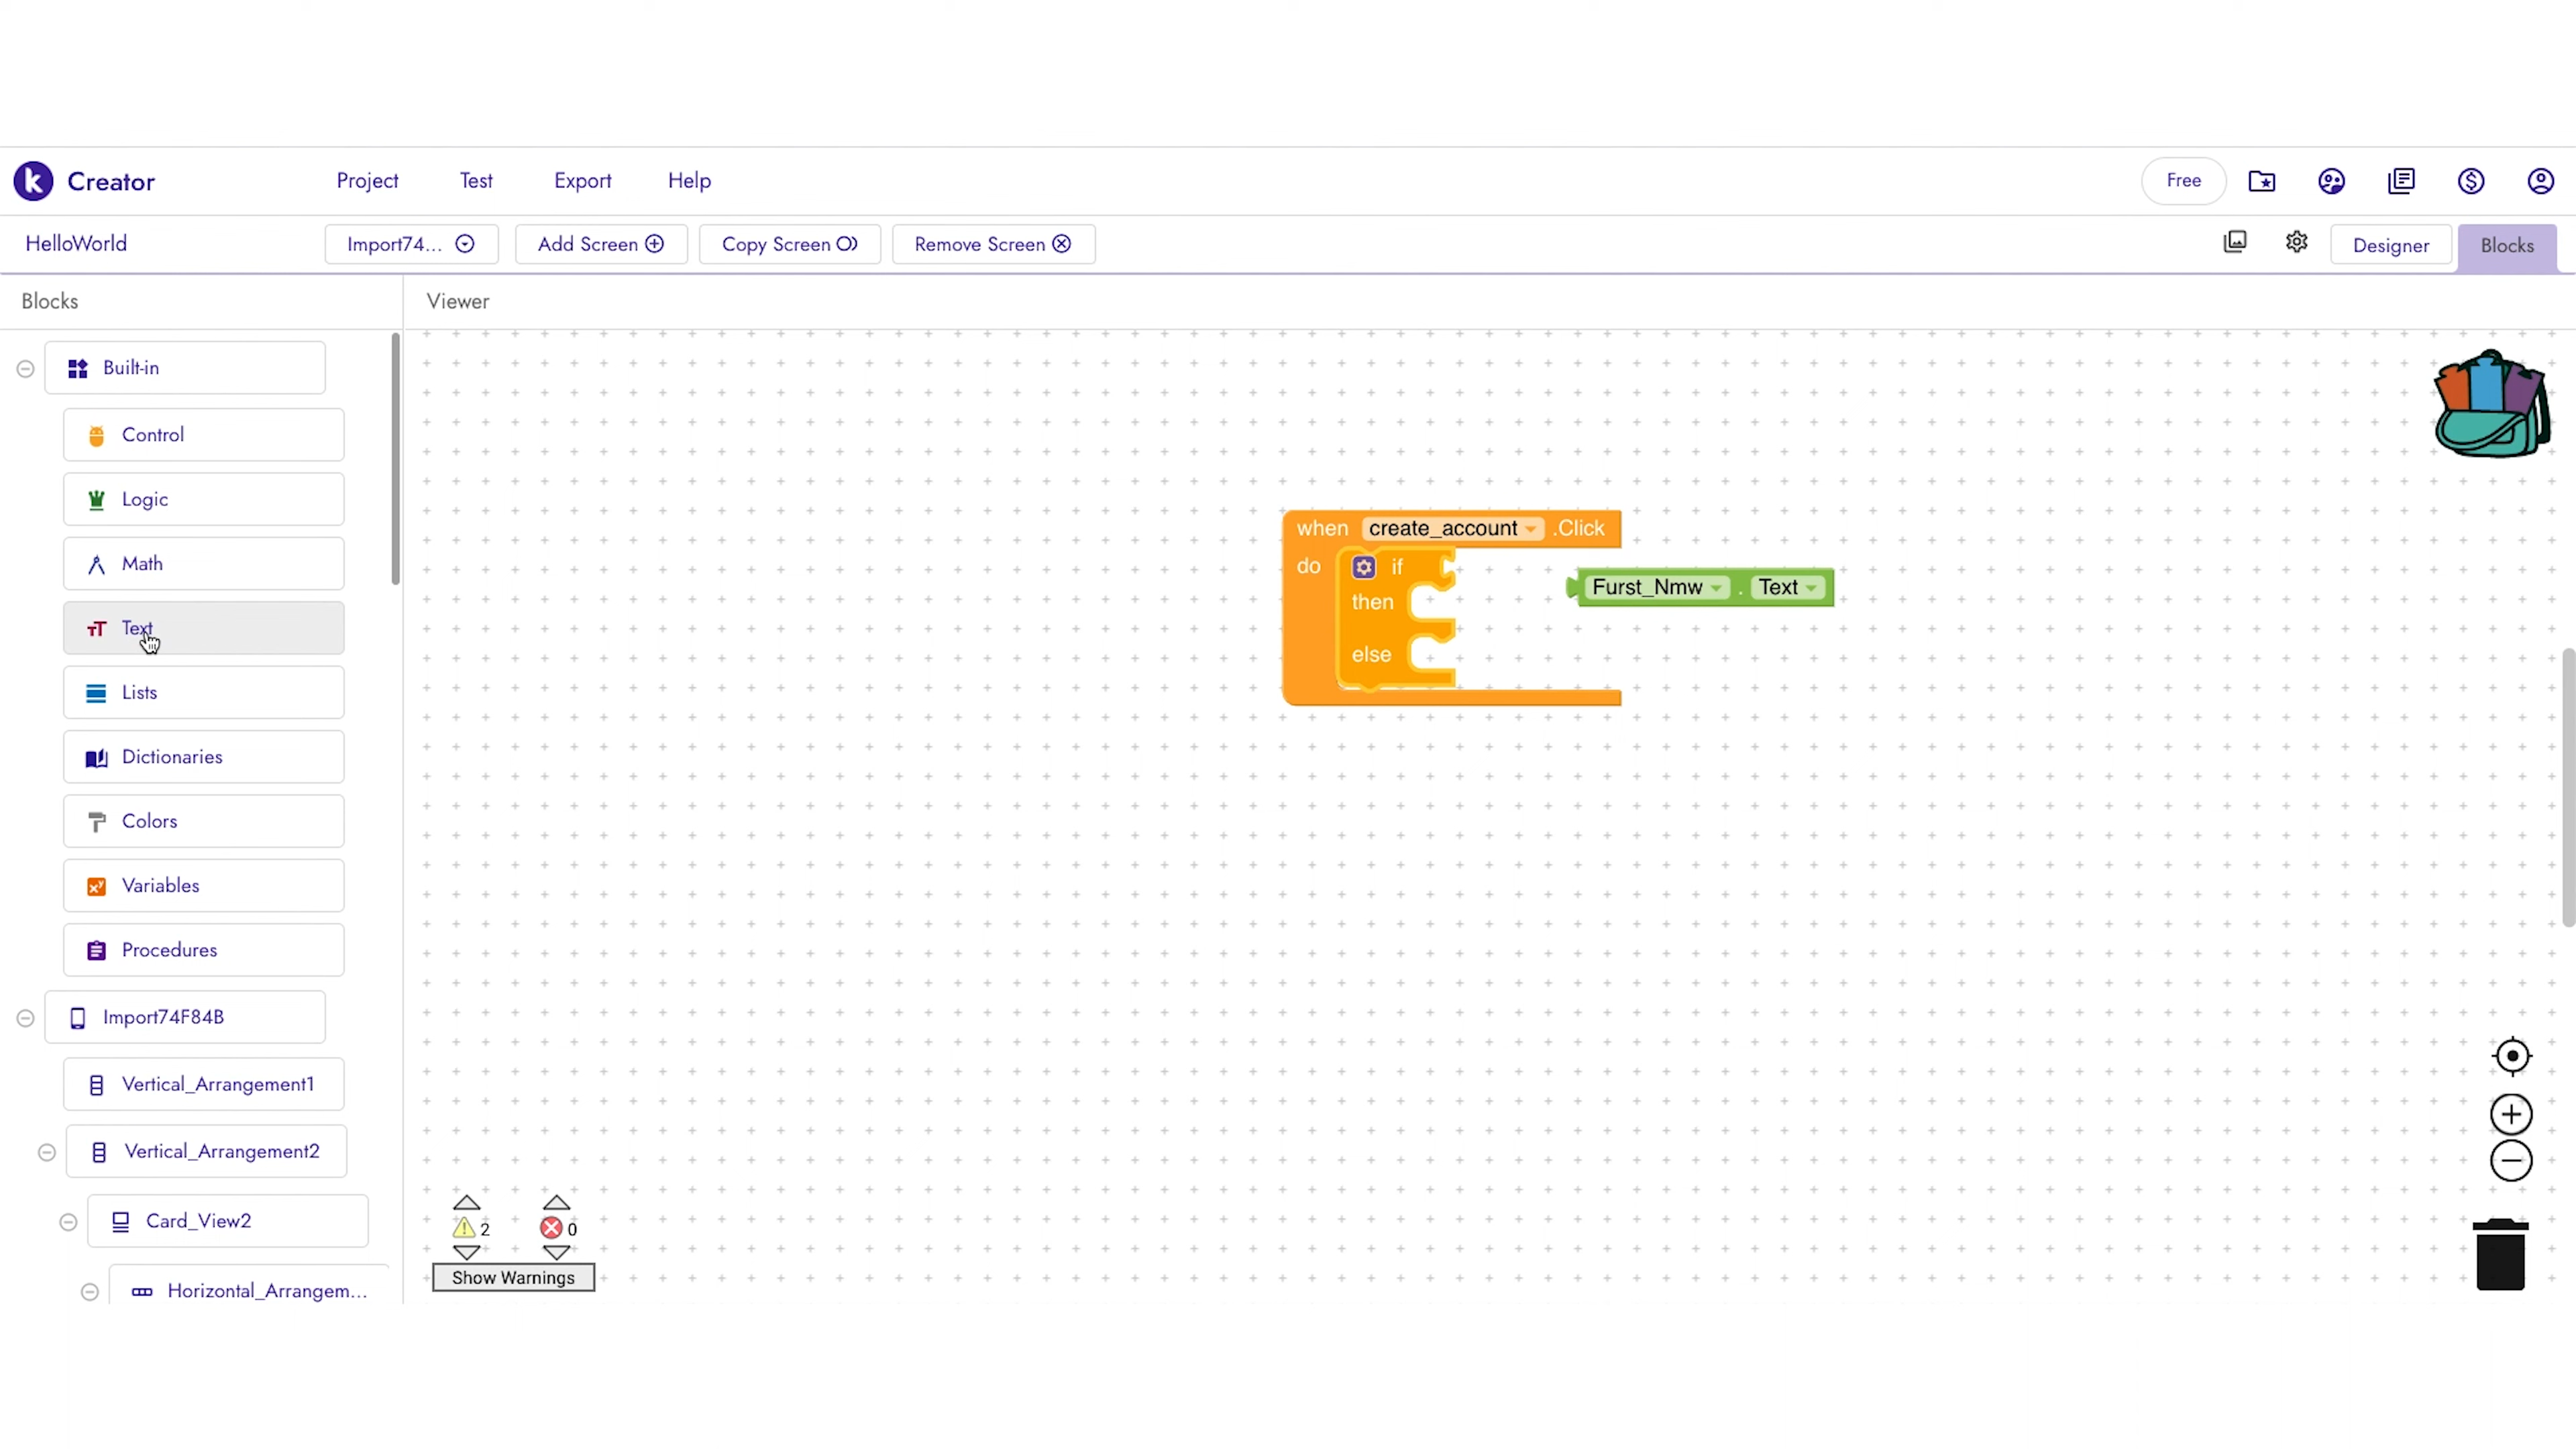 k Creator Project Test Export Help Free
HelloWorld Import74... Add Screen Copy Screen Remove Screen Designer Blocks
Blocks Viewer
Built-in
Control
Logic
Math
Text
Lists
Dictionaries
Colors
Variables
Procedures
Import74F84B
Vertical_Arrangement1
Vertical_Arrangement2
Card_View2
Horizontal_Arrangem...
when create_account .Click
do if
then
else
Furst_Nmw . Text
2 0
Show Warnings